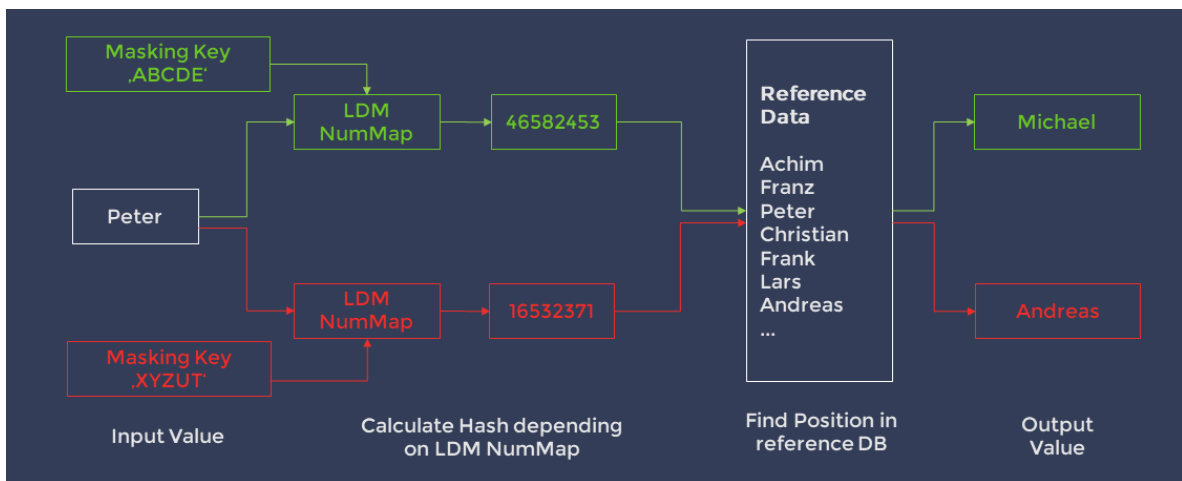 Masking Key
‚ABCDE‘
LDM
NumMap
46582453
Peter
LDM
NumMap
16532371
Masking Key
‚XYZUT‘
Reference
Data
Achim
Franz
Peter
Christian
Frank
Lars
Andreas
...
Michael
Andreas
Input Value
Calculate Hash depending
on LDM NumMap
Find Position in
reference DB
Output
Value